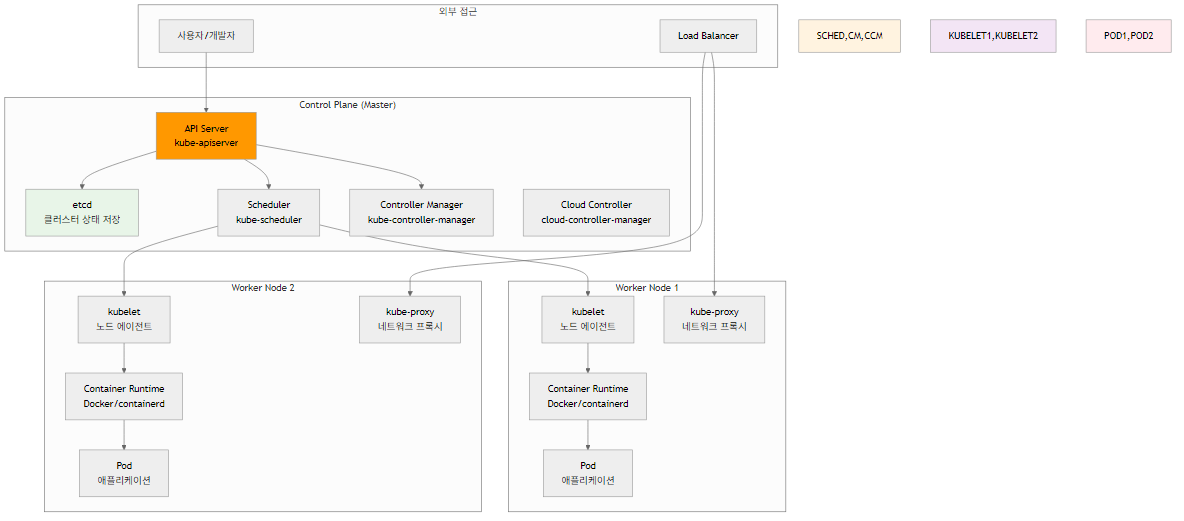 외부 접근
사용자/개발자
Load Balancer
SCHED,CM,CCM
KUBELET1,KUBELET2
POD1,POD2
Control Plane (Master)
API Server
kube-apiserver
etcd
클러스터 상태 저장
Scheduler
kube-scheduler
Controller Manager
kube-controller-manager
Cloud Controller
cloud-controller-manager
Worker Node 2
kubelet
노드 에이전트
kube-proxy
네트워크 프록시
Container Runtime
Docker/containerd
Pod
애플리케이션
Worker Node 1
kubelet
노드 에이전트
kube-proxy
네트워크 프록시
Container Runtime
Docker/containerd
Pod
애플리케이션